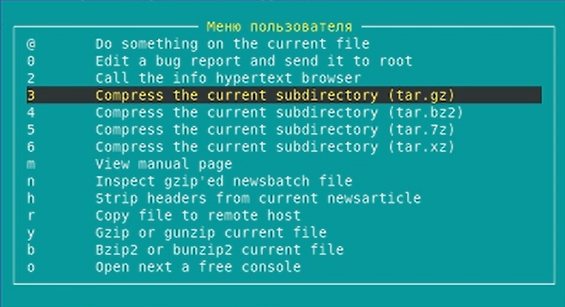 Меню пользователя
@ Do something on the current file
0 Edit a bug report and send it to root
2 Call the info hypertext browser
3 Compress the current subdirectory (tar.gz)
4 Compress the current subdirectory (tar.bz2)
5 Compress the current subdirectory (tar.7z)
6 Compress the current subdirectory (tar.xz)
m View manual page
n Inspect gzip'ed newsbatch file
h Strip headers from current newsarticle
r Copy file to remote host
y Gzip or gunzip current file
b Bzip2 or bunzip2 current file
o Open next a free console